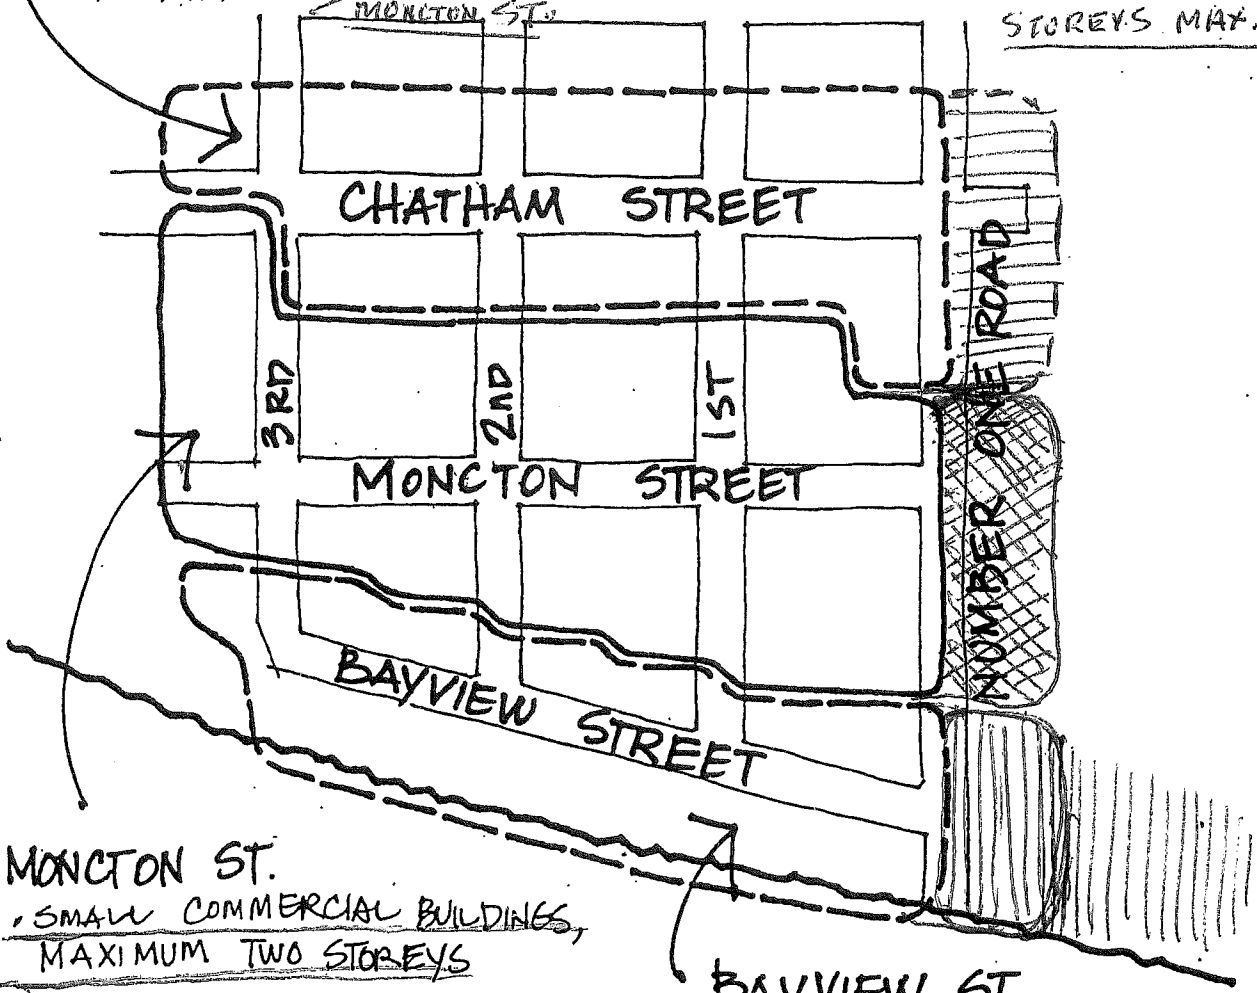 MONCTON ST.
STOREYS MAX.
CHATHAM STREET
3RD
2ND
1ST
NUMBER ONE ROAD
MONCTON STREET
BAYVIEW STREET
MONCTON ST.
. SMALL COMMERCIAL BUILDINGS,
MAXIMUM TWO STOREYS
BAYVIEW ST.